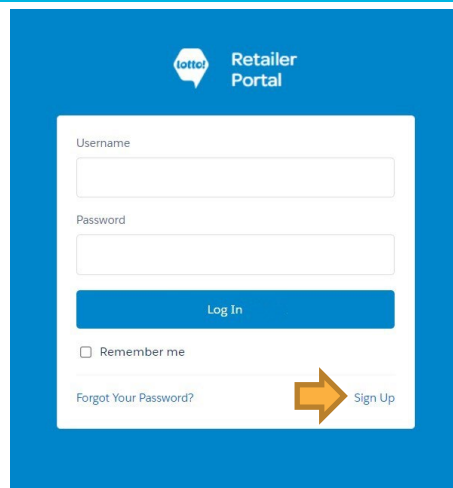 lotto!
Retailer
Portal
Username
Password
Log In
Remember me
Forgot Your Password?
Sign Up